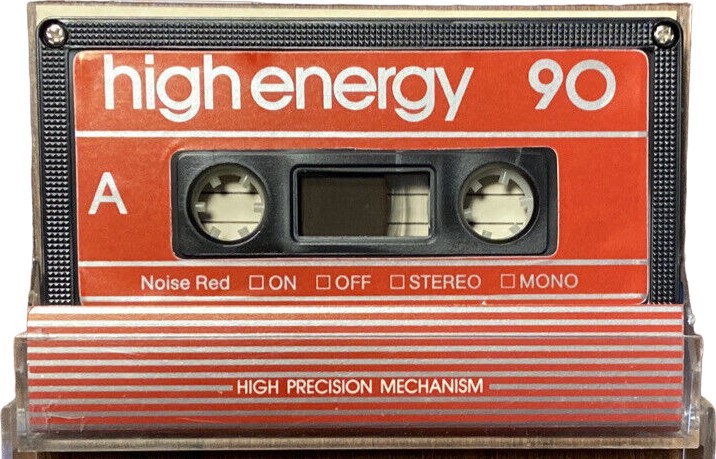 high energy 90
A
Noise Red ☐ ON ☐ OFF ☐ STEREO ☐ MONO
HIGH PRECISION MECHANISM